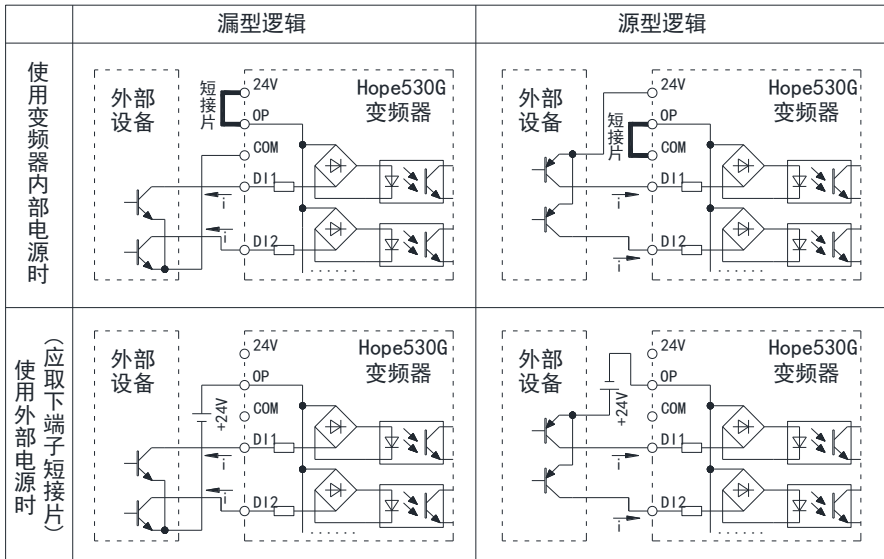 漏型逻辑
源型逻辑
使用变频器内部电源时
外部
设备
短接片
24V
OP
COM
DI1
DI2
i
i
Hope530G
变频器
......
外部
设备
短接片
24V
OP
COM
DI1
DI2
i
i
Hope530G
变频器
......
使用外部电源时
（应取下端子短接片）
外部
设备
+24V
24V
OP
COM
DI1
DI2
i
i
Hope530G
变频器
......
外部
设备
+24V
24V
OP
COM
DI1
DI2
i
i
Hope530G
变频器
......